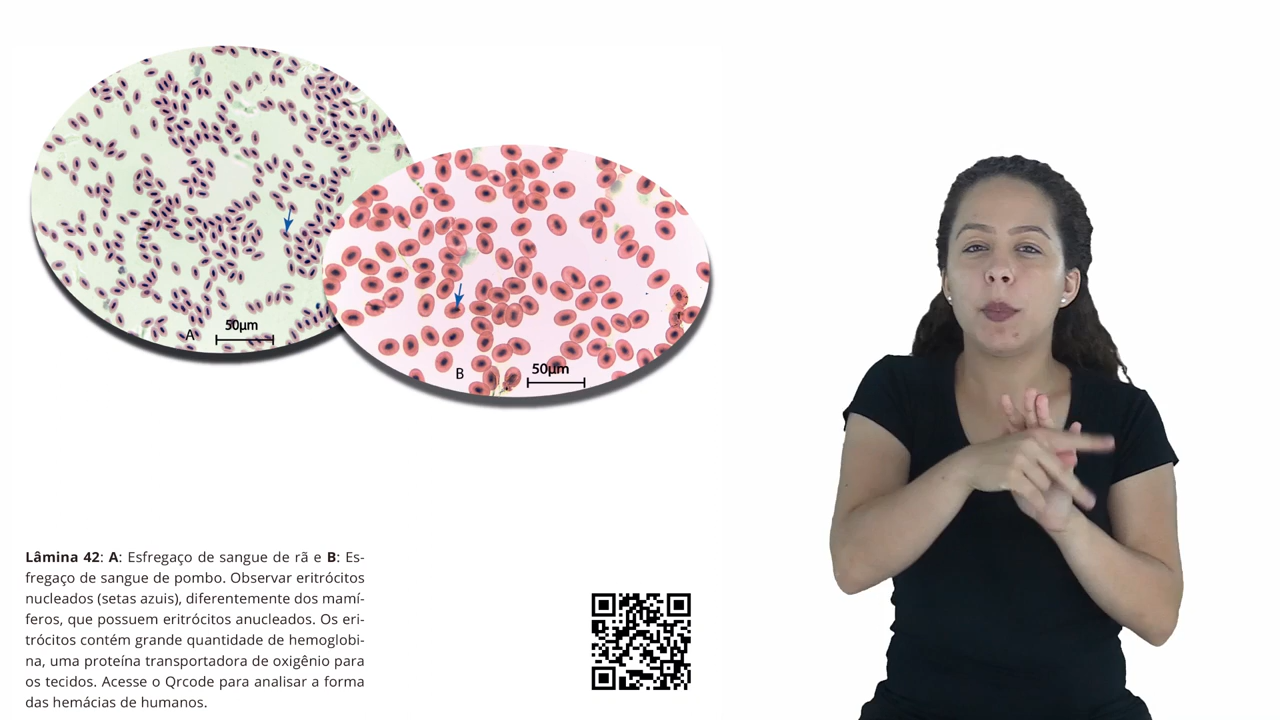 A
50µm
B
50µm
Lâmina 42: A: Esfregaço de sangue de rã e B: Es-
fregaço de sangue de pombo. Observar eritrócitos
nucleados (setas azuis), diferentemente dos mamí-
feros, que possuem eritrócitos anucleados. Os eri-
trócitos contém grande quantidade de hemoglobi-
na, uma proteína transportadora de oxigênio para
os tecidos. Acesse o Qrcode para analisar a forma
das hemácias de humanos.